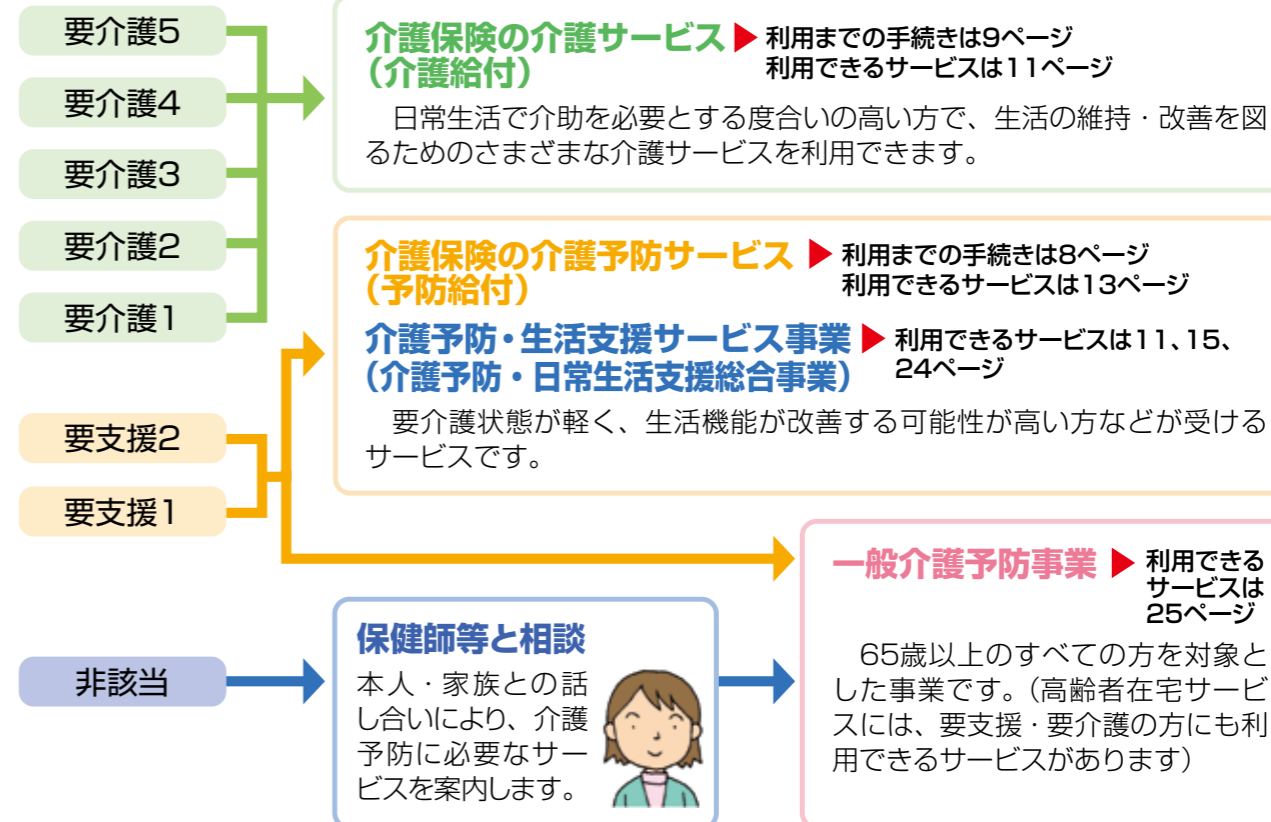 要介護5
要介護4
要介護3
要介護2
要介護1
要支援2
要支援1
非該当
介護保険の介護サービス
(介護給付)
利用までの手続きは9ページ
利用できるサービスは11ページ
日常生活で介助を必要とする度合いの高い方で、生活の維持・改善を図
るためのさまざまな介護サービスを利用できます。
介護保険の介護予防サービス
(予防給付)
利用までの手続きは8ページ
利用できるサービスは13ページ
介護予防・生活支援サービス事業
(介護予防・日常生活支援総合事業)
利用できるサービスは11、15、
24ページ
要介護状態が軽く、生活機能が改善する可能性が高い方などが受ける
サービスです。
保健師等と相談
本人・家族との話
し合いにより、介護
予防に必要なサー
ビスを案内します。
一般介護予防事業
利用できる
サービスは
25ページ
65歳以上のすべての方を対象と
した事業です。(高齢者在宅サービ
スには、要支援・要介護の方にも利
用できるサービスがあります)